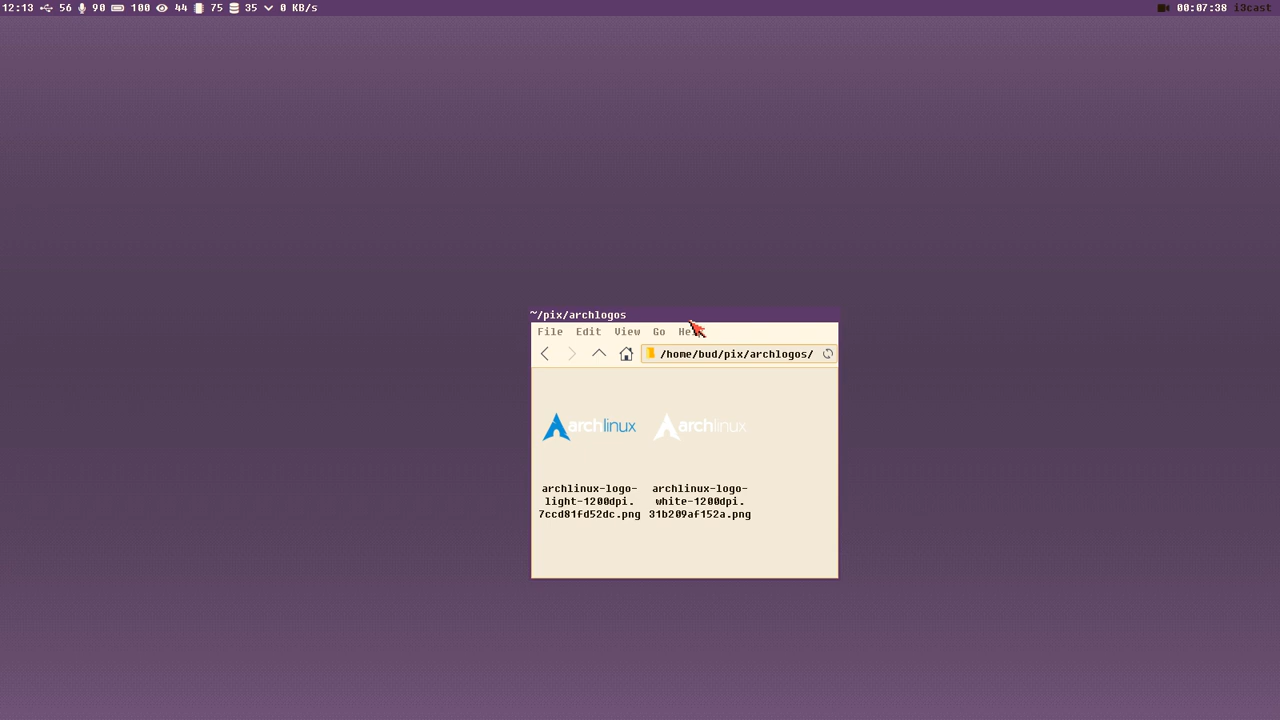 12:13 56 90 100 44 75 35 0 KB/s 00:07:38 i3cast
~/pix/archlogos
File Edit View Go
/home/bud/pix/archlogos/
archlinux archlinux
archlinux-logo- archlinux-logo-
light-1200dpi. white-1200dpi.
7ccd81fd52dc.png 31b209af152a.png